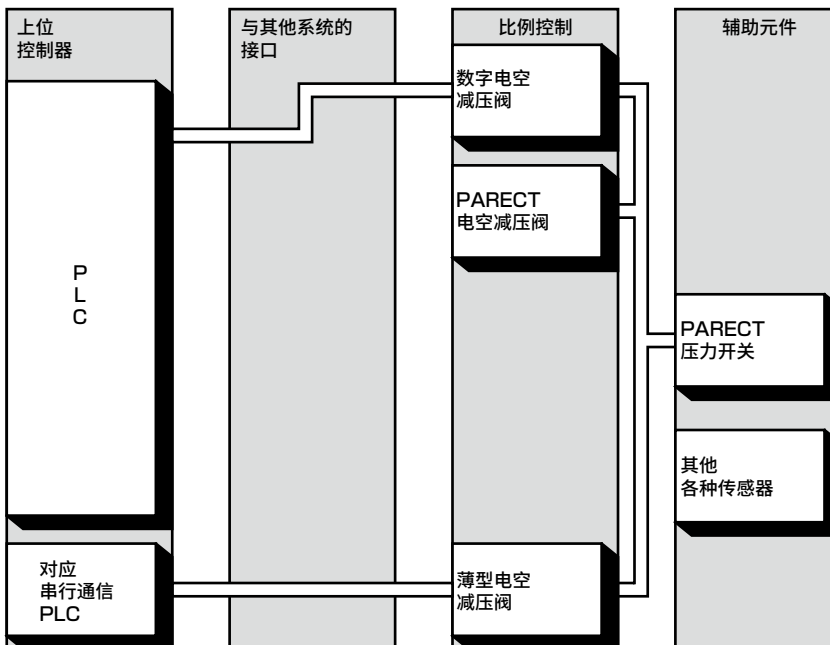 上位
控制器
与其他系统的
接口
比例控制
辅助元件
数字电空
减压阀
PARECT
电空减压阀
P
L
C
PARECT
压力开关
其他
各种传感器
对应
串行通信
PLC
薄型电空
减压阀